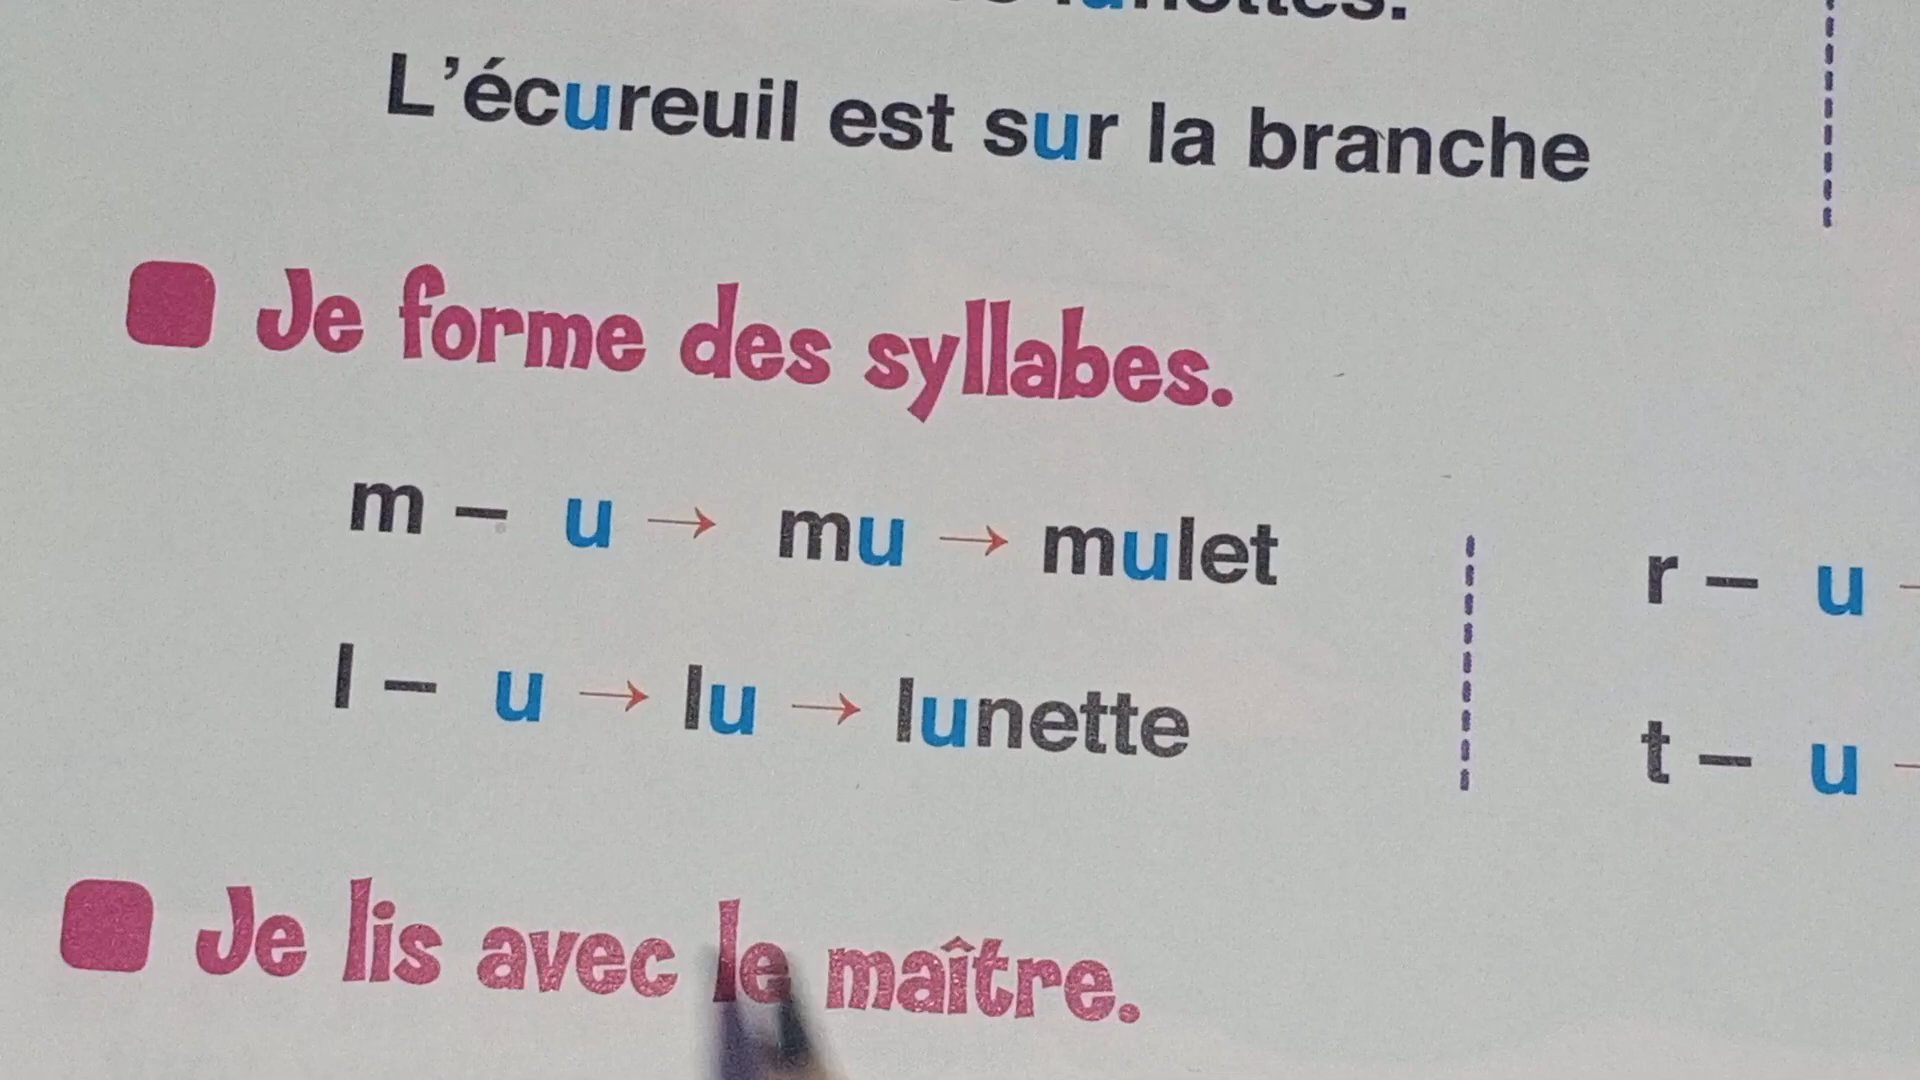 L'écureuil est sur la branche
Je forme des syllabes.
m – u → mu → mulet
r – u
l – u → lu → lunette
t – u
Je lis avec le maître.